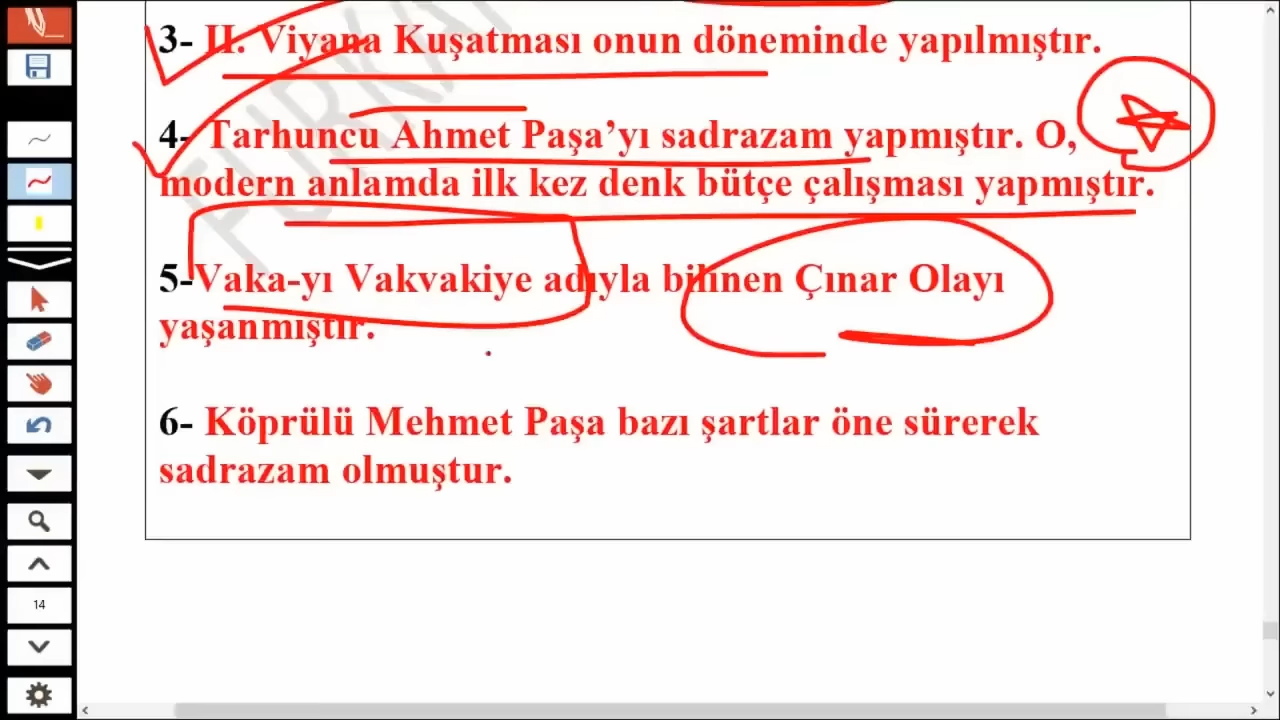 3- II. Viyana Kuşatması onun döneminde yapılmıştır.
4- Tarhuncu Ahmet Paşa’yı sadrazam yapmıştır. O,
modern anlamda ilk kez denk bütçe çalışması yapmıştır.
5-Vaka-yı Vakvakiye adıyla bilinen Çınar Olayı
yaşanmıştır.
6- Köprülü Mehmet Paşa bazı şartlar öne sürerek
sadrazam olmuştur.
FURKA
14